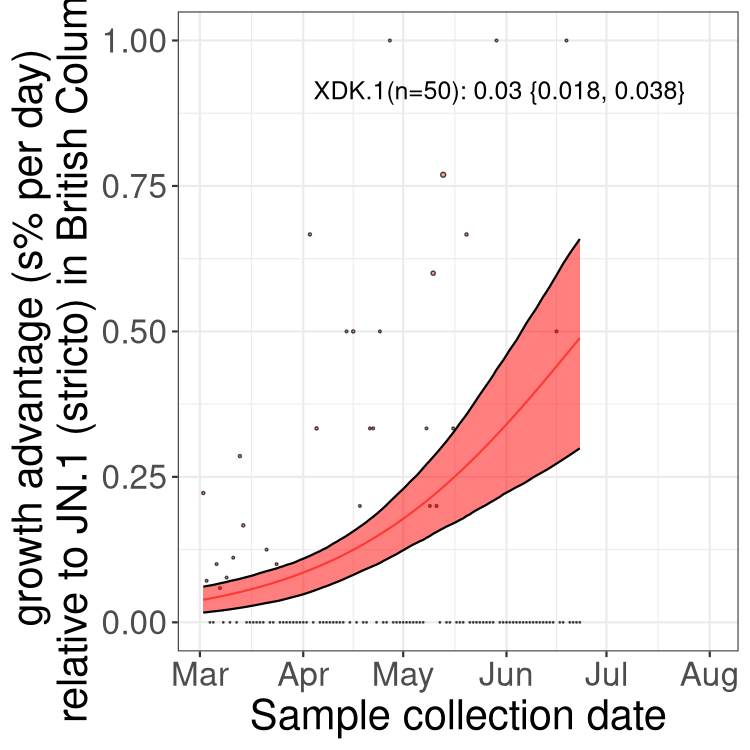 growth advantage (s% per day)
relative to JN.1 (stricto) in British Colum
1.00
0.75
0.50
0.25
0.00
XDK.1(n=50): 0.03 {0.018, 0.038}
Mar Apr May Jun Jul Aug
Sample collection date